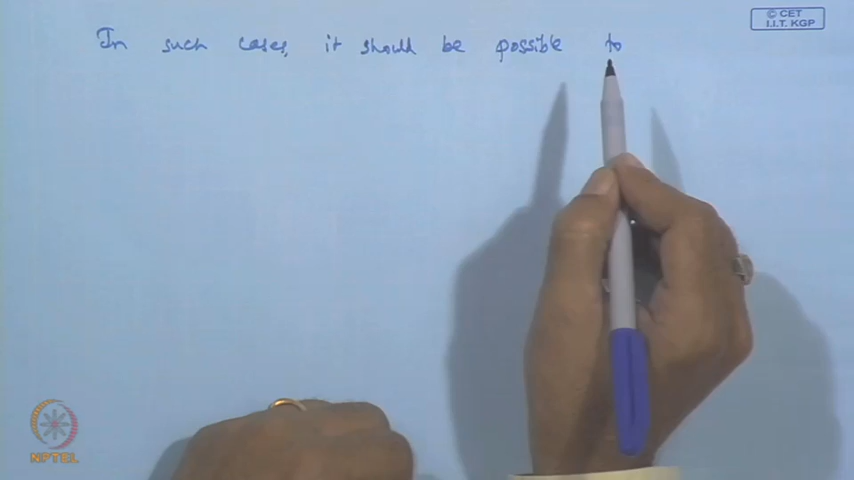 © CET
I.I.T. KGP
In such cases, it should be possible to
NPTEL